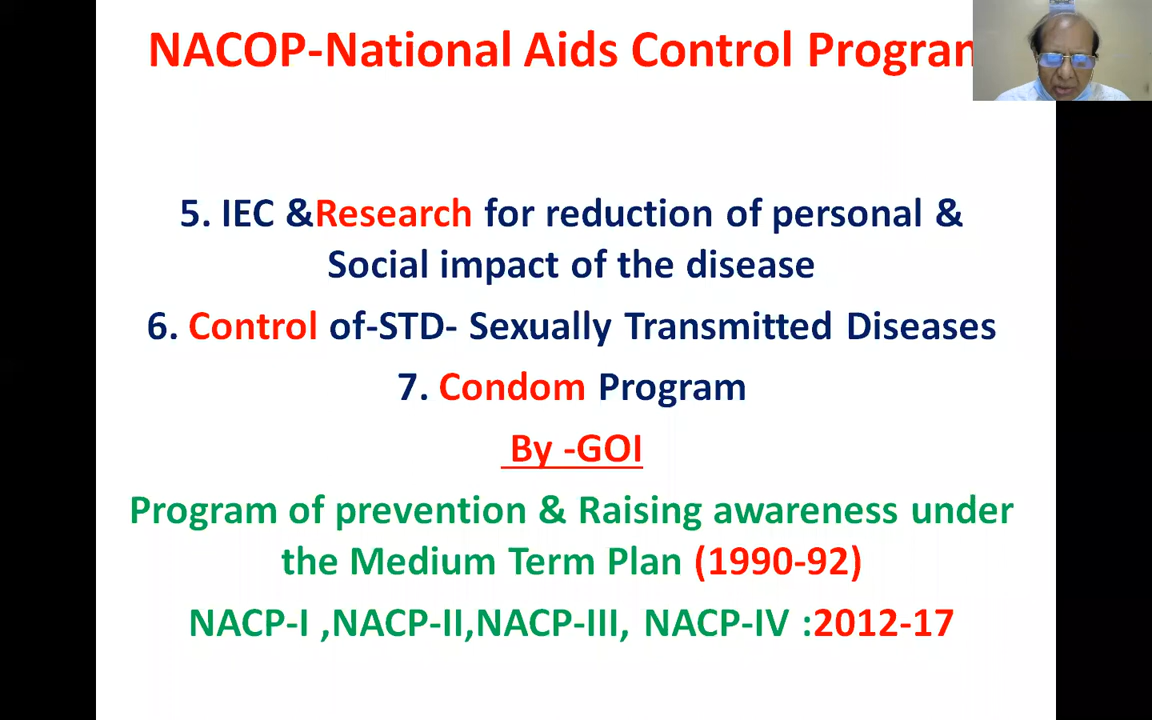 NACOP-National Aids Control Program
5. IEC &Research for reduction of personal &
Social impact of the disease
6. Control of-STD- Sexually Transmitted Diseases
7. Condom Program
By -GOI
Program of prevention & Raising awareness under
the Medium Term Plan (1990-92)
NACP-I ,NACP-II,NACP-III, NACP-IV :2012-17